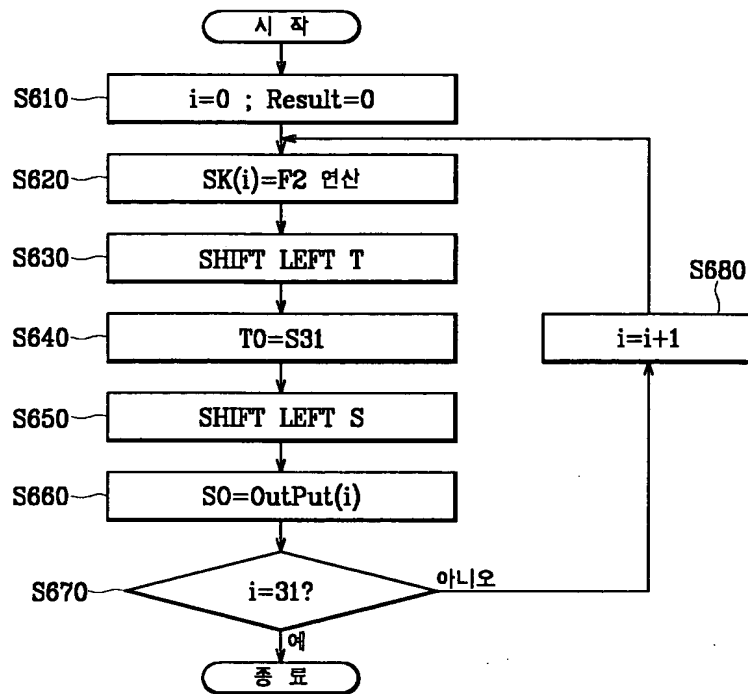 시 작
S610
i=0 ; Result=0
S620
SK(i)=F2 연산
S630
SHIFT LEFT T
S680
S640
T0=S31
i=i+1
S650
SHIFT LEFT S
S660
S0=OutPut(i)
S670
i=31?
아니오
예
종 료